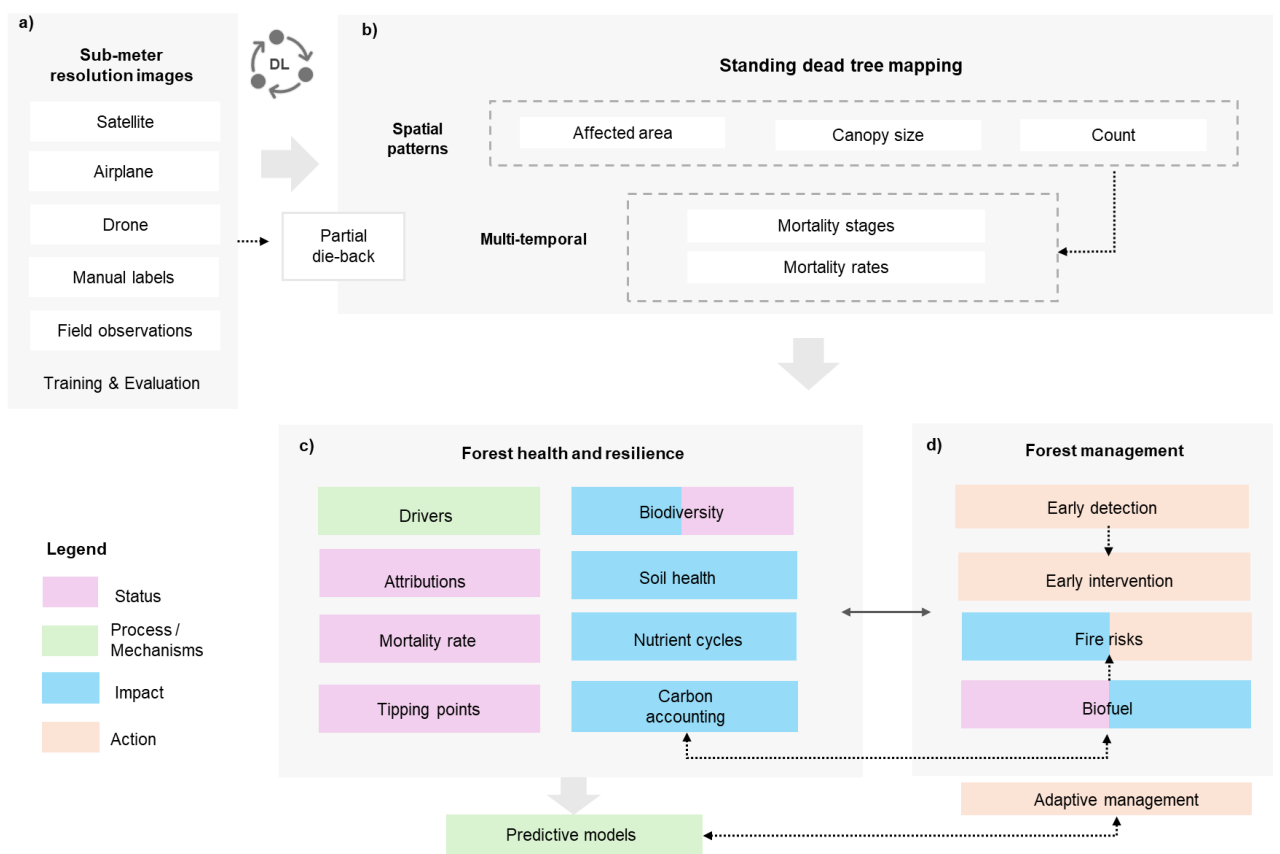 a)
Sub-meter
resolution images
Satellite
Airplane
Drone
Manual labels
Field observations
Training & Evaluation
DL
Partial
die-back
b)
Standing dead tree mapping
Spatial
patterns
Affected area
Canopy size
Count
Multi-temporal
Mortality stages
Mortality rates
Legend
Status
Process /
Mechanisms
Impact
Action
c)
Forest health and resilience
Drivers
Biodiversity
Attributions
Soil health
Mortality rate
Nutrient cycles
Tipping points
Carbon
accounting
Predictive models
d)
Forest management
Early detection
Early intervention
Fire risks
Biofuel
Adaptive management